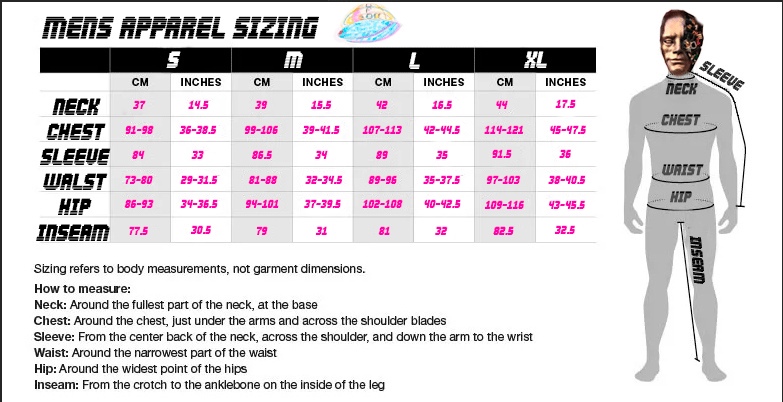 MENS APPAREL SIZING
S M L XL
CM INCHES CM INCHES CM INCHES CM INCHES
NECK 37 14.5 39 15.5 42 16.5 44 17.5
CHEST 91-98 36-38.5 99-106 39-41.5 107-113 42-44.5 114-121 45-47.5
SLEEVE 84 33 86.5 34 89 35 91.5 36
WALST 73-80 29-31.5 81-88 32-34.5 89-96 35-37.5 97-103 38-40.5
HIP 86-93 34-36.5 94-101 37-39.5 102-108 40-42.5 109-116 43-45.5
INSEAM 77.5 30.5 79 31 81 32 82.5 32.5
Sizing refers to body measurements, not garment dimensions.
How to measure:
Neck: Around the fullest part of the neck, at the base
Chest: Around the chest, just under the arms and across the shoulder blades
Sleeve: From the center back of the neck, across the shoulder, and down the arm to the wrist
Waist: Around the narrowest part of the waist
Hip: Around the widest point of the hips
Inseam: From the crotch to the anklebone on the inside of the leg
SLEEVE
NECK
CHEST
WAIST
HIP
INSEAM